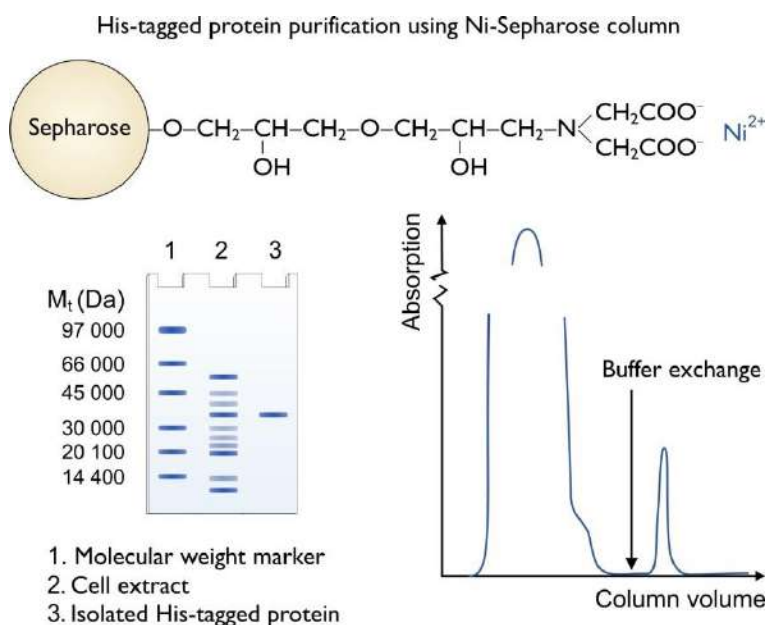 His-tagged protein purification using Ni-Sepharose column
Sepharose
O–CH₂–CH–CH₂–O–CH₂–CH–CH₂–N
CH₂COO⁻
CH₂COO⁻
Ni²⁺
OH
OH
1 2 3
Mₜ (Da)
97 000
66 000
45 000
30 000
20 100
14 400
1. Molecular weight marker
2. Cell extract
3. Isolated His-tagged protein
Absorption
Buffer exchange
Column volume